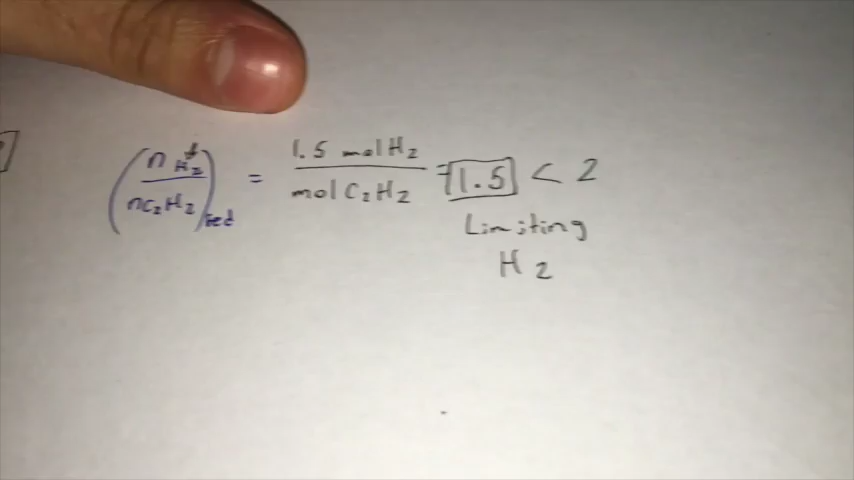 (n H₂ / n C₂H₂) fed = 1.5 mol H₂ / mol C₂H₂ = 1.5 < 2
Limiting
H₂